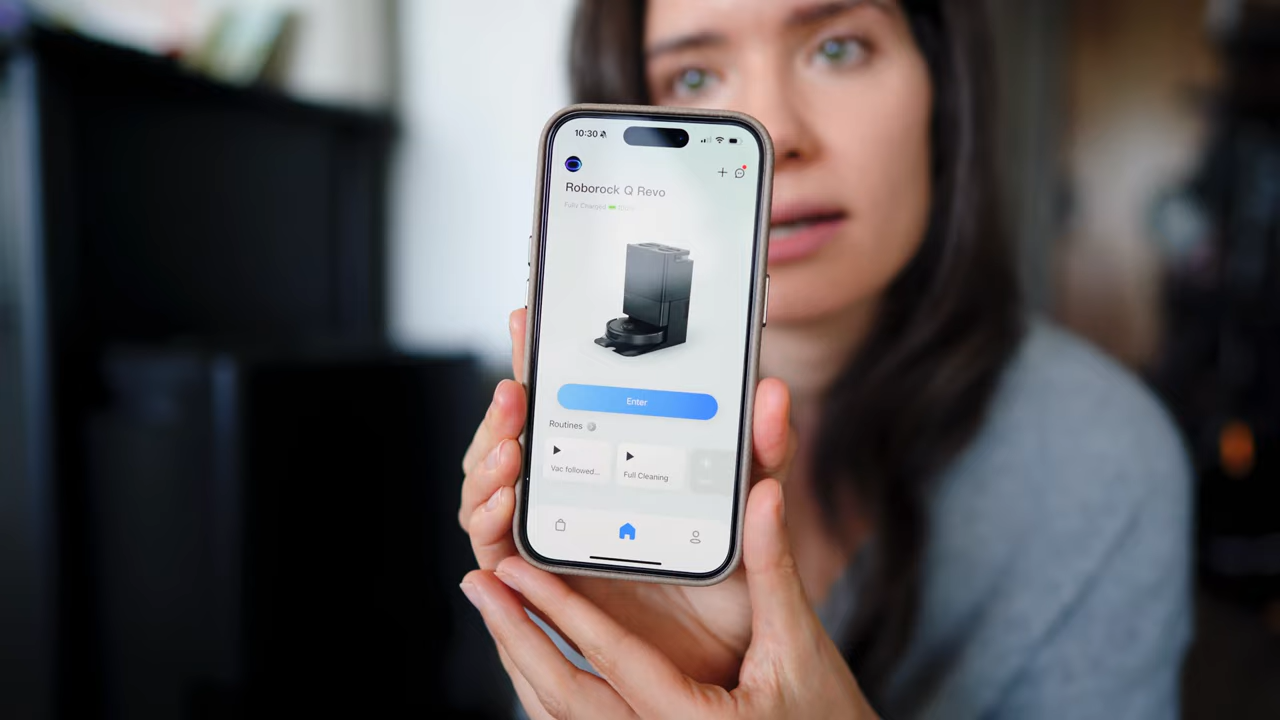 10:30
Roborock Q Revo
Fully Charged
Enter
Routines
Vac followed...
Full Cleaning